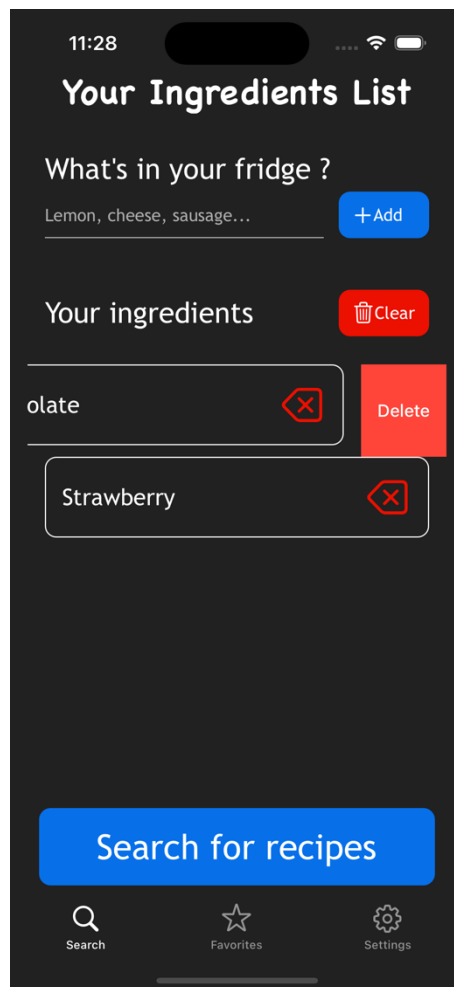 11:28
Your Ingredients List
What's in your fridge ?
Lemon, cheese, sausage...
+Add
Your ingredients
Clear
olate
Delete
Strawberry
Search for recipes
Search
Favorites
Settings